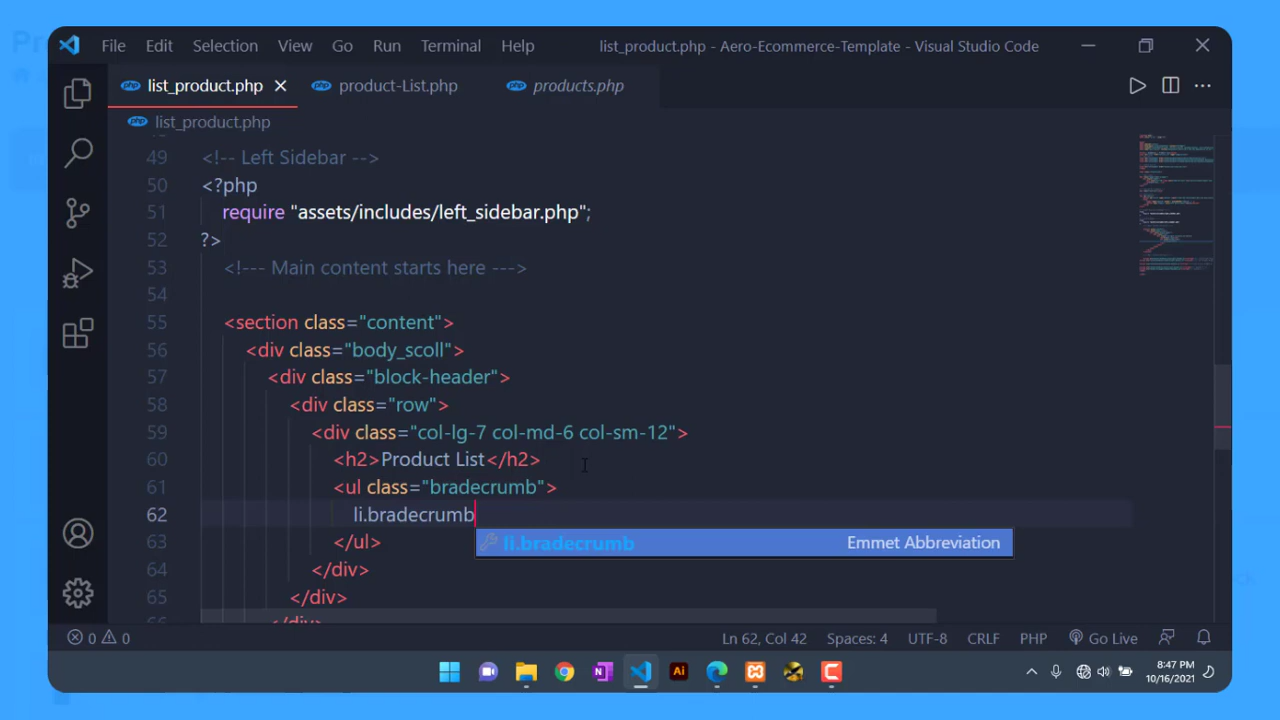 File Edit Selection View Go Run Terminal Help list_product.php - Aero-Ecommerce-Template - Visual Studio Code
list_product.php product-List.php products.php
list_product.php
49 <!-- Left Sidebar -->
50 <?php
51 require "assets/includes/left_sidebar.php";
52 ?>
53 <!--- Main content starts here --->
54
55 <section class="content">
56 <div class="body_scoll">
57 <div class="block-header">
58 <div class="row">
59 <div class="col-lg-7 col-md-6 col-sm-12">
60 <h2>Product List</h2>
61 <ul class="bradecrumb">
62 li.bradecrumb
li.bradecrumb Emmet Abbreviation
63 </ul>
64 </div>
65 </div>
0 0 Ln 62, Col 42 Spaces: 4 UTF-8 CRLF PHP Go Live
8:47 PM
10/16/2021